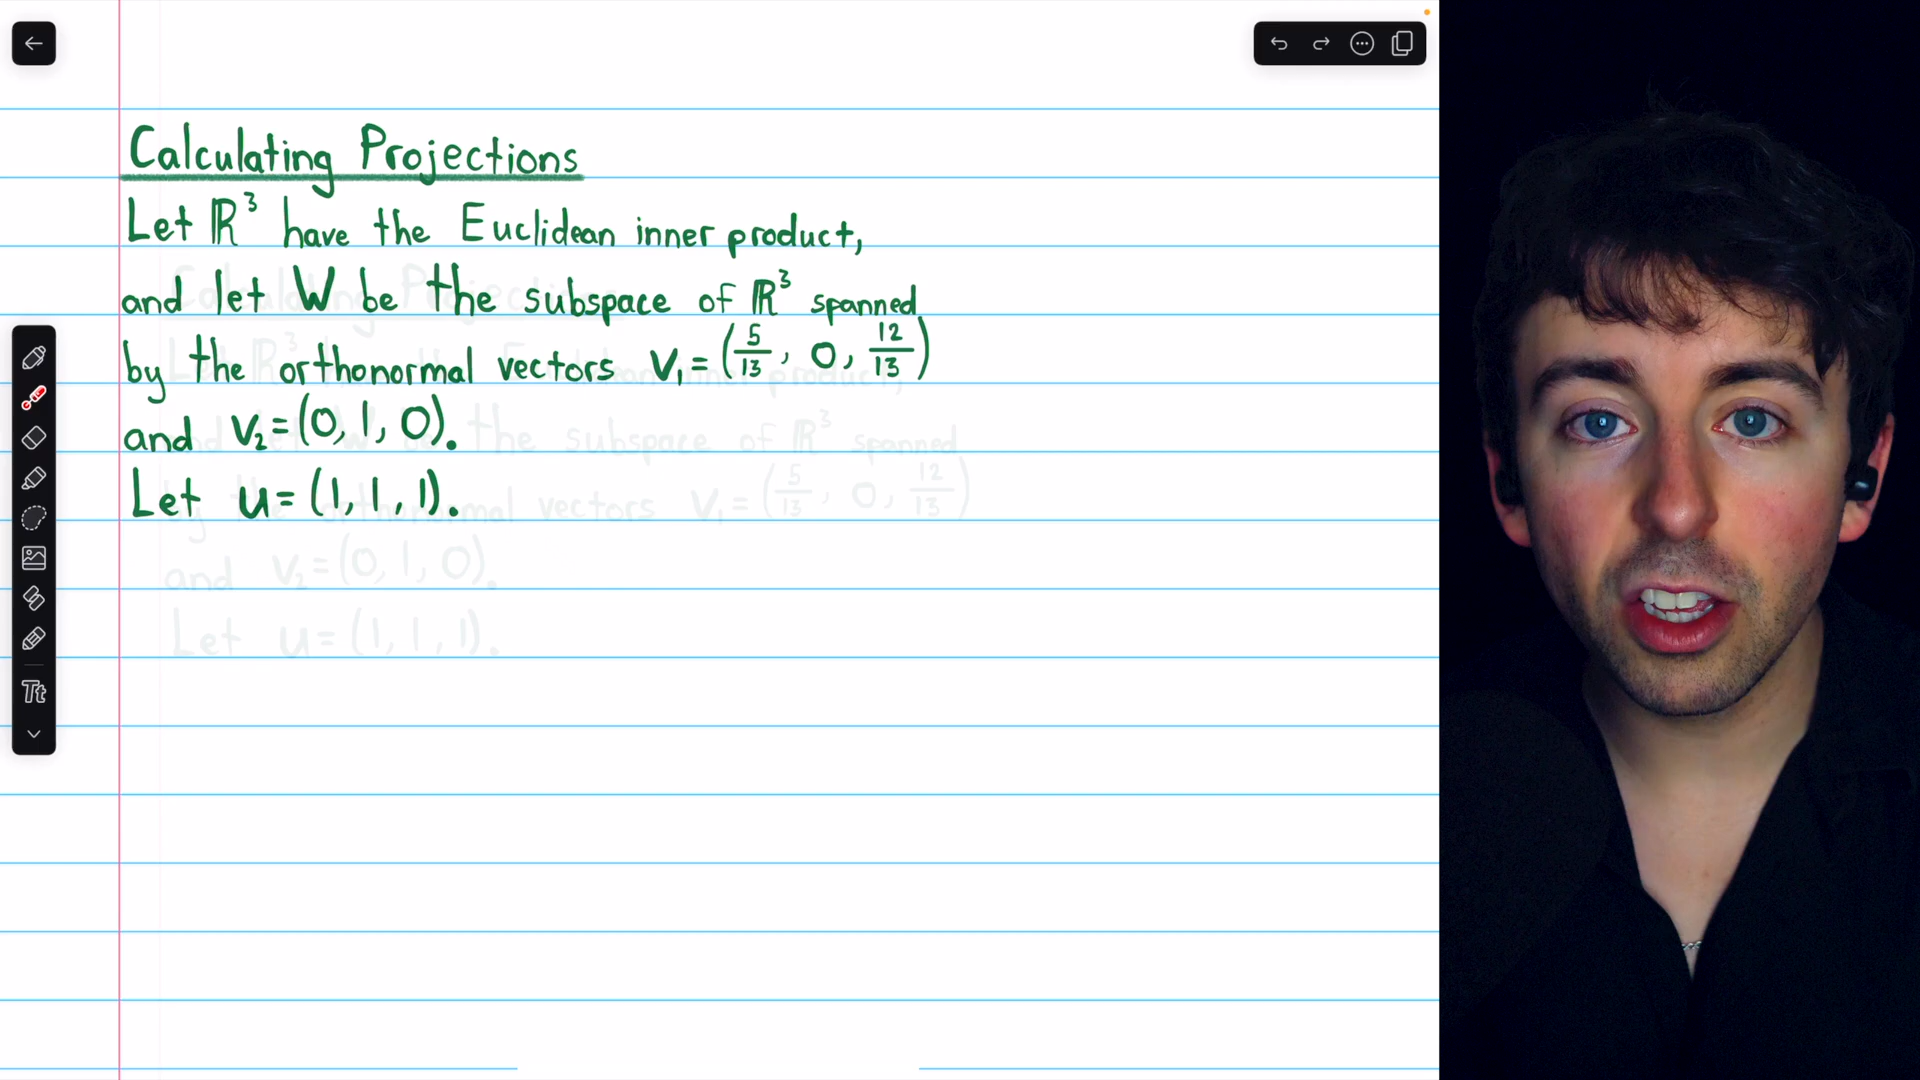 Calculating Projections
Let ℝ³ have the Euclidean inner product,
and let W be the subspace of ℝ³ spanned
by the orthonormal vectors v₁ = (5/13, 0, 12/13)
and v₂ = (0, 1, 0).
Let u = (1, 1, 1).
Tt